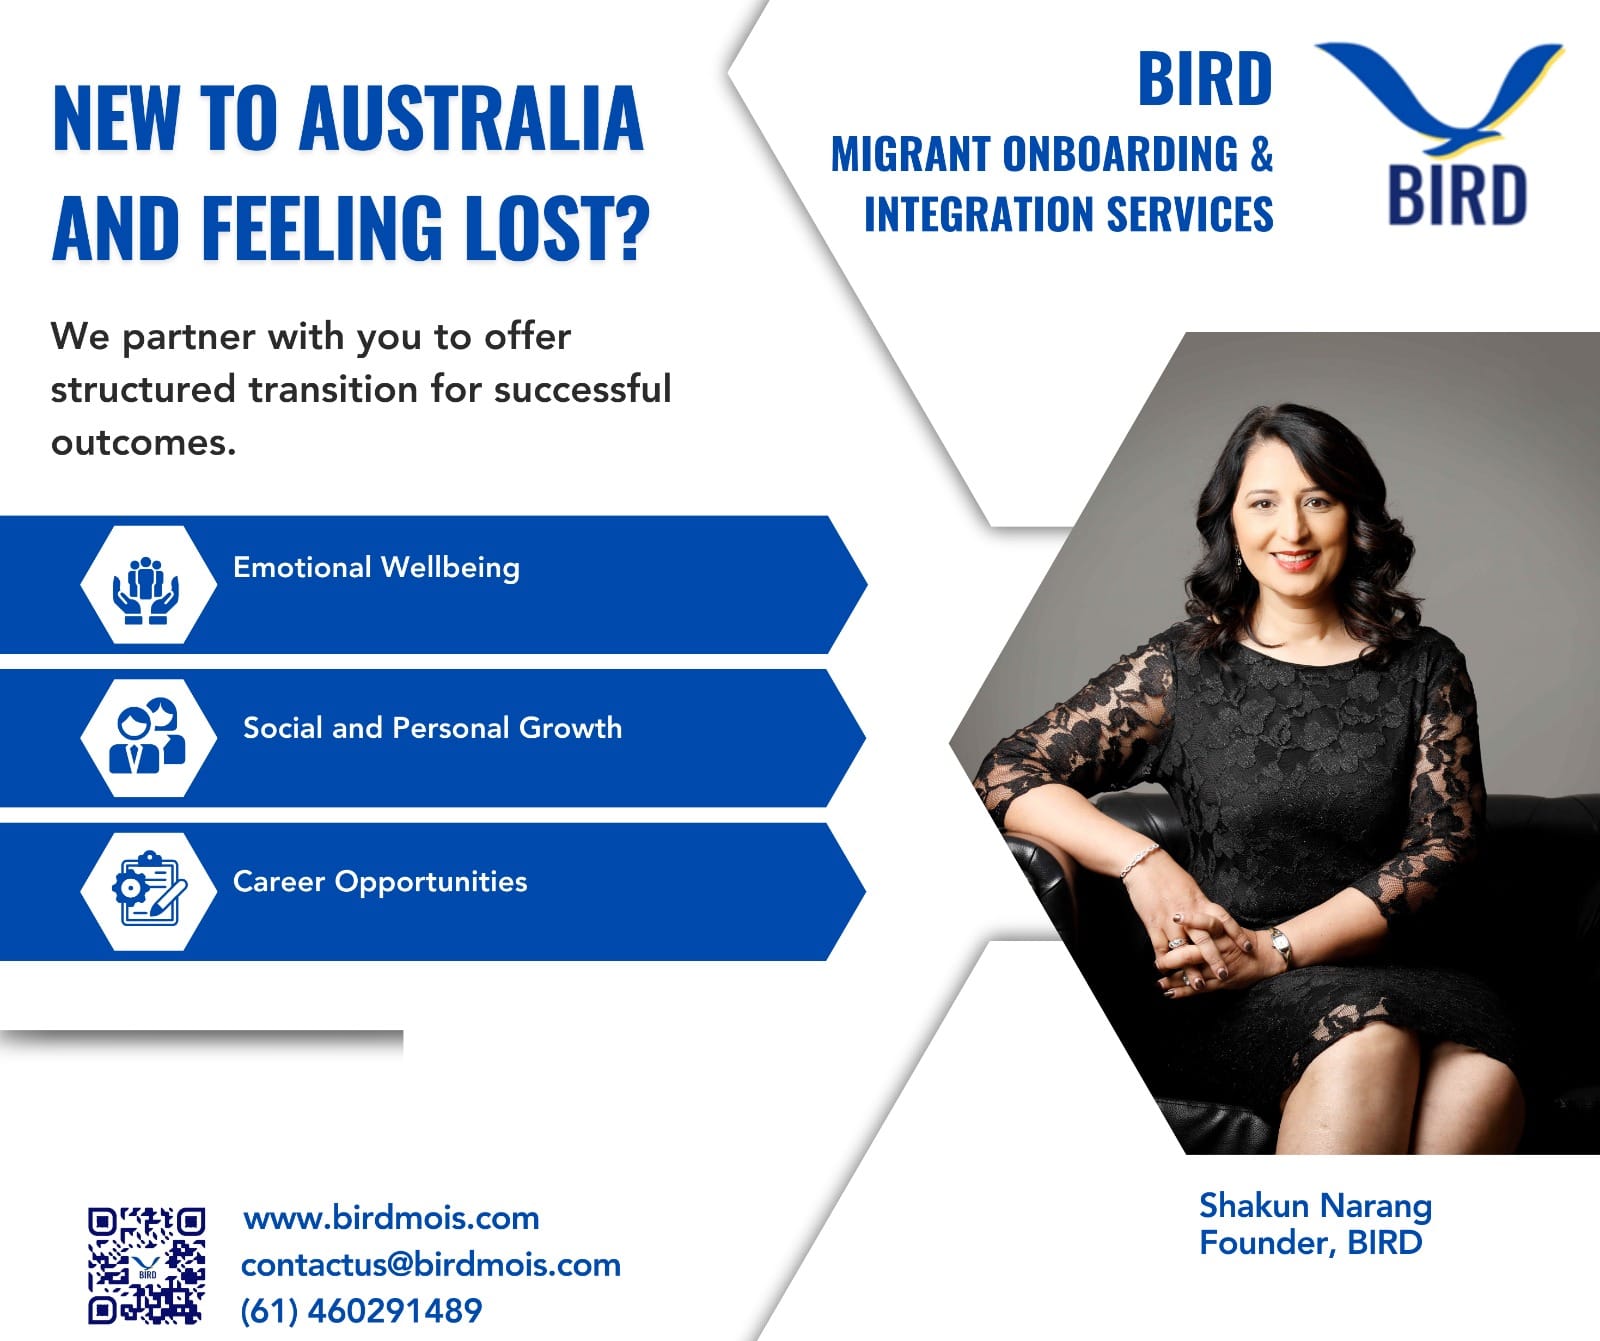 NEW TO AUSTRALIA
AND FEELING LOST?
We partner with you to offer
structured transition for successful
outcomes.
Emotional Wellbeing
Social and Personal Growth
Career Opportunities
www.birdmois.com
contactus@birdmois.com
(61) 460291489
BIRD
BIRD
MIGRANT ONBOARDING &
INTEGRATION SERVICES
BIRD
Shakun Narang
Founder, BIRD